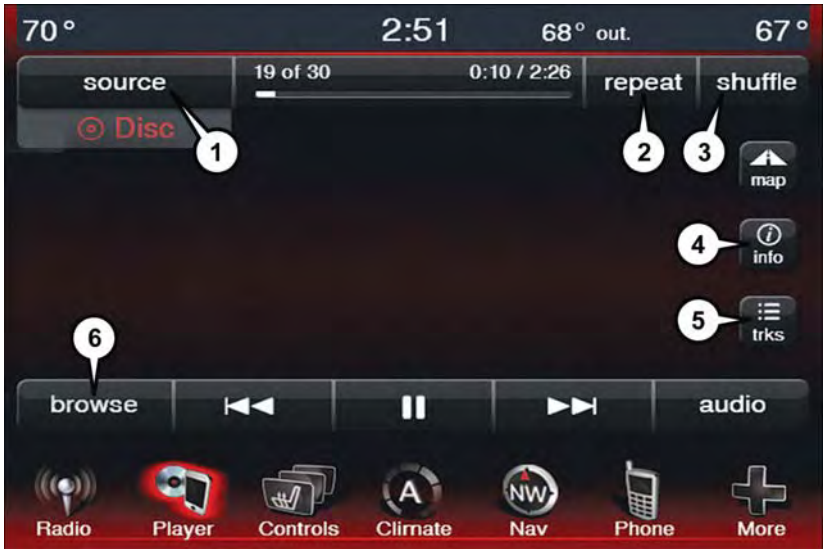 70° 2:51 68° out. 67°
source 19 of 30 0:10 / 2:26 repeat shuffle
Disc
1 2 3
map
4 info
5 trks
6
browse audio
A NW
Radio Player Controls Climate Nav Phone More